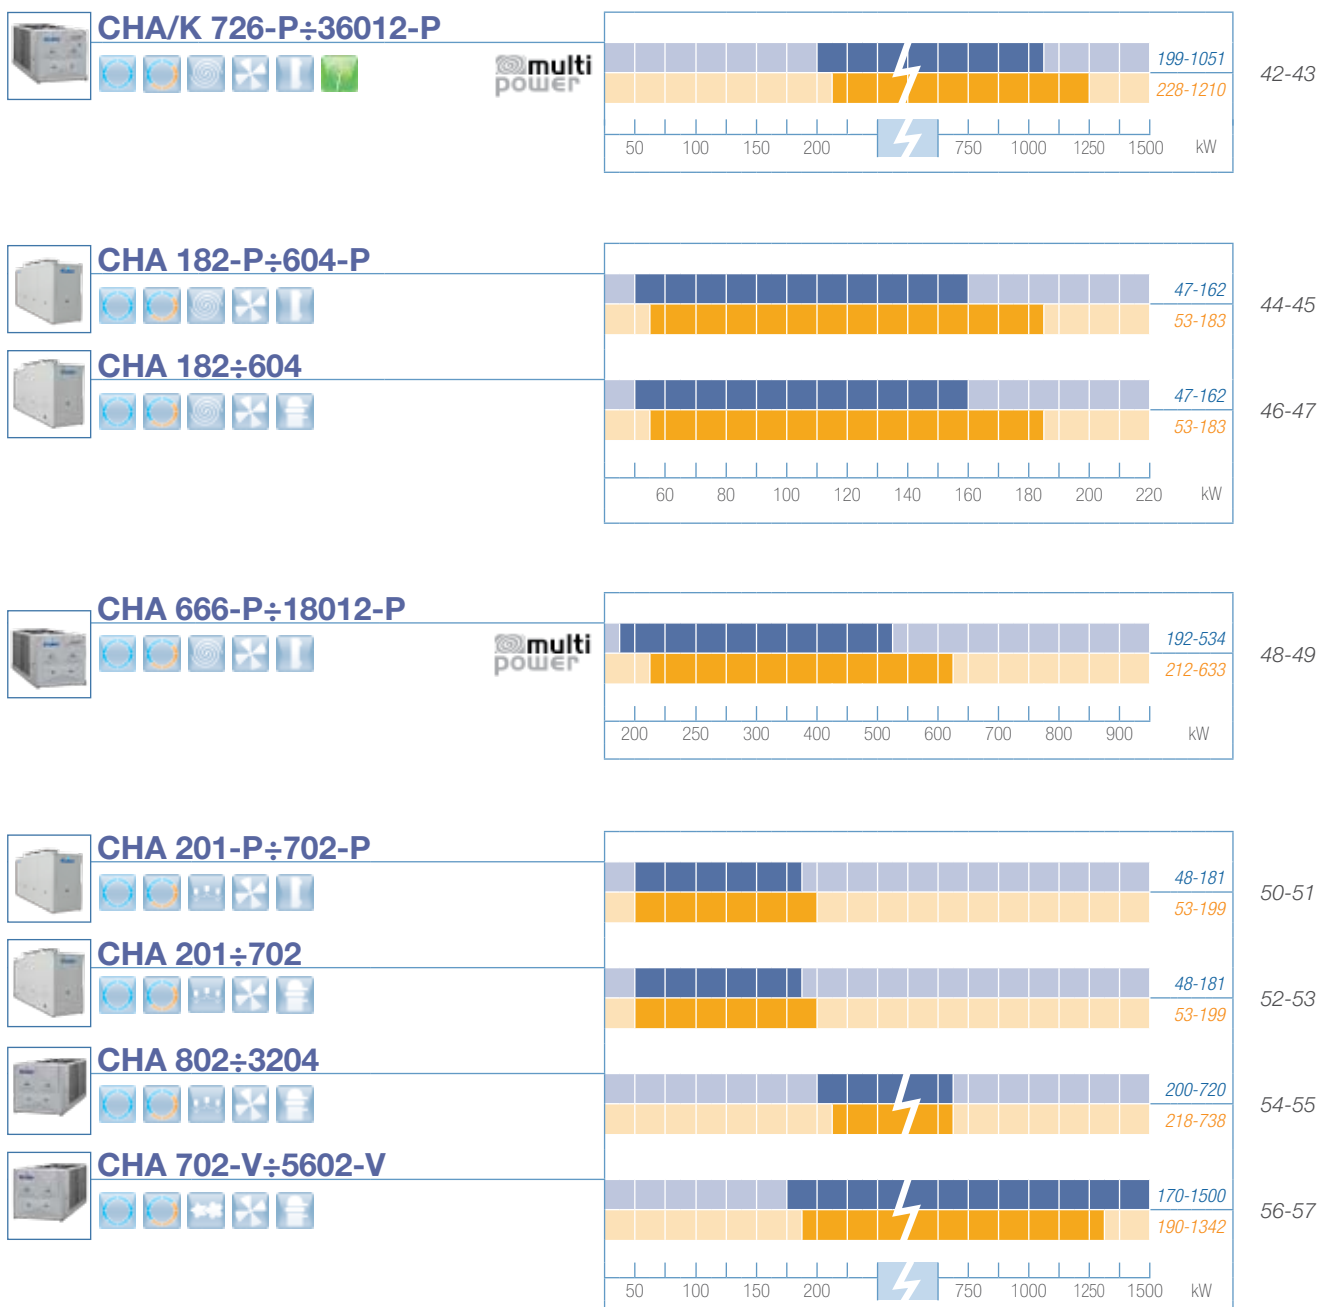 CHA/K 726-P÷36012-P
multi
power
199-1051
228-1210
42-43
50 100 150 200 750 1000 1250 1500 kW
CHA 182-P÷604-P
47-162
53-183
44-45
CHA 182÷604
47-162
53-183
46-47
60 80 100 120 140 160 180 200 220 kW
CHA 666-P÷18012-P
multi
power
192-534
212-633
48-49
200 250 300 400 500 600 700 800 900 kW
CHA 201-P÷702-P
48-181
53-199
50-51
CHA 201÷702
48-181
53-199
52-53
CHA 802÷3204
200-720
218-738
54-55
CHA 702-V÷5602-V
170-1500
190-1342
56-57
50 100 150 200 750 1000 1250 1500 kW